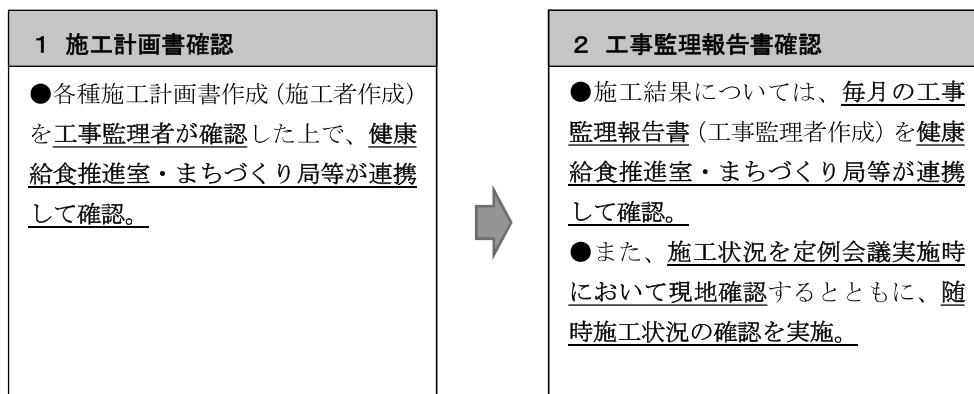 1 施工計画書確認
●各種施工計画書作成（施工者作成）
を工事監理者が確認した上で、健康
給食推進室・まちづくり局等が連携
して確認。
2 工事監理報告書確認
●施工結果については、毎月の工事
監理報告書（工事監理者作成）を健康
給食推進室・まちづくり局等が連携
して確認。
●また、施工状況を定例会議実施時
において現地確認するとともに、随
時施工状況の確認を実施。